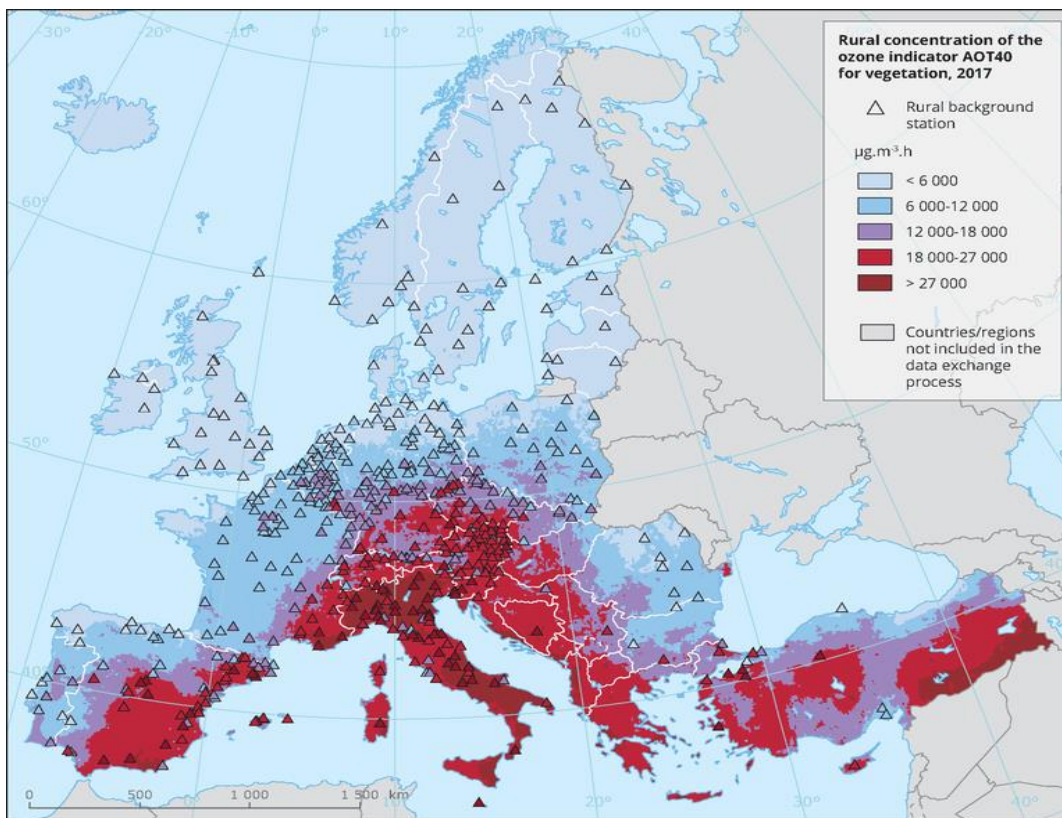 -30°
-20°
-10°
0°
10°
20°
30°
40°
50°
60°
70°
Rural concentration of the
ozone indicator AOT40
for vegetation, 2017
Rural background
station
µg.m⁻³.h
< 6 000
6 000-12 000
12 000-18 000
18 000-27 000
> 27 000
Countries/regions
not included in the
data exchange
process
60°
50°
40°
0
500
1 000
1 500 km
10°
20°
30°
40°